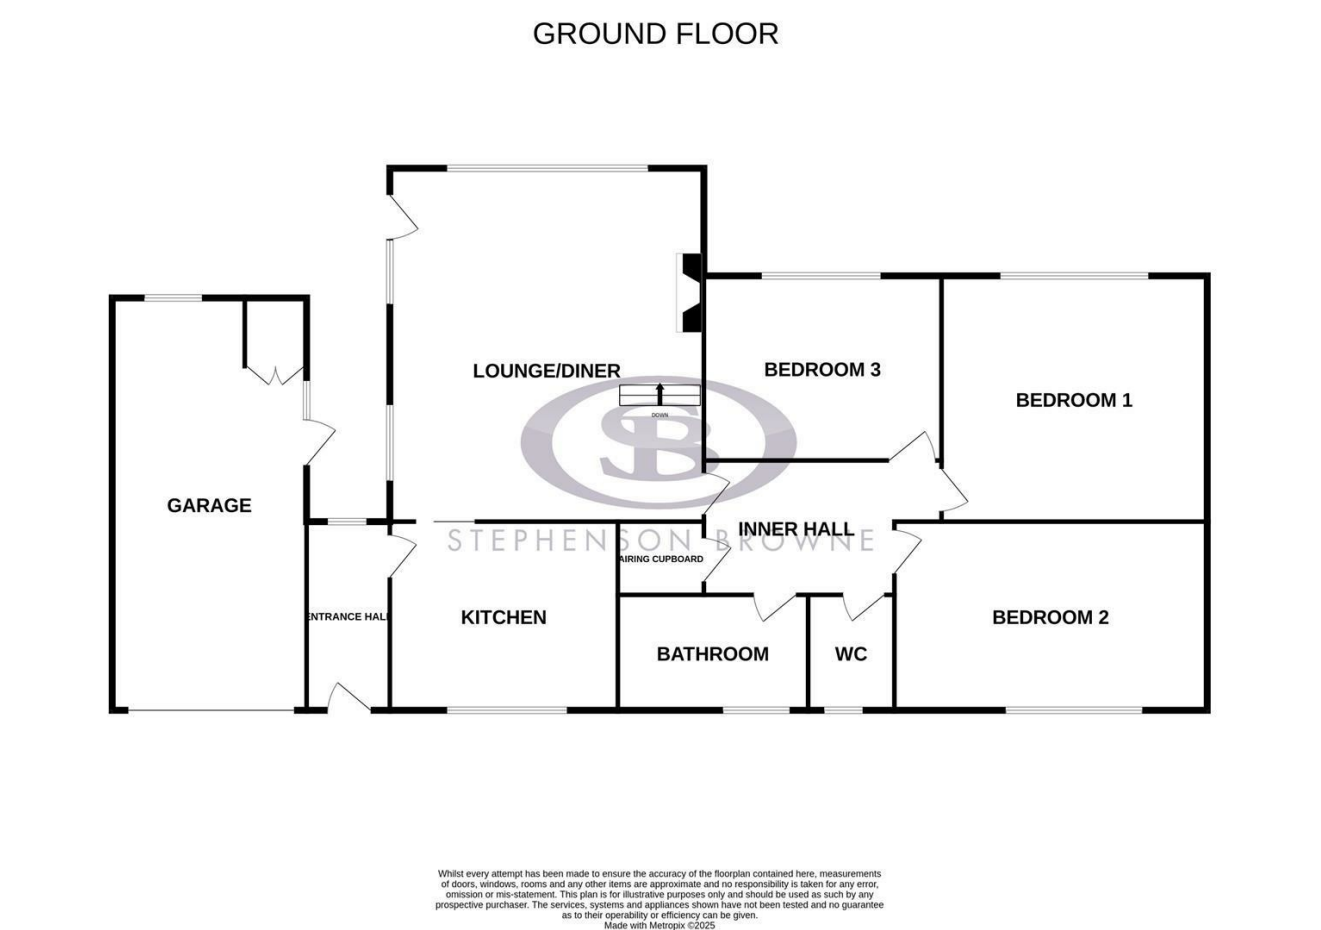 GROUND FLOOR
LOUNGE/DINER
DOWN
BEDROOM 3
BEDROOM 1
GARAGE
INNER HALL
STEPHENSON BROWNE
SB
AIRING CUPBOARD
ENTRANCE HALL
KITCHEN
BEDROOM 2
BATHROOM
WC
Whilst every attempt has been made to ensure the accuracy of the floorplan contained here, measurements
of doors, windows, rooms and any other items are approximate and no responsibility is taken for any error,
omission or mis-statement. This plan is for illustrative purposes only and should be used as such by any
prospective purchaser. The services, systems and appliances shown have not been tested and no guarantee
as to their operability or efficiency can be given.
Made with Metropix ©2025